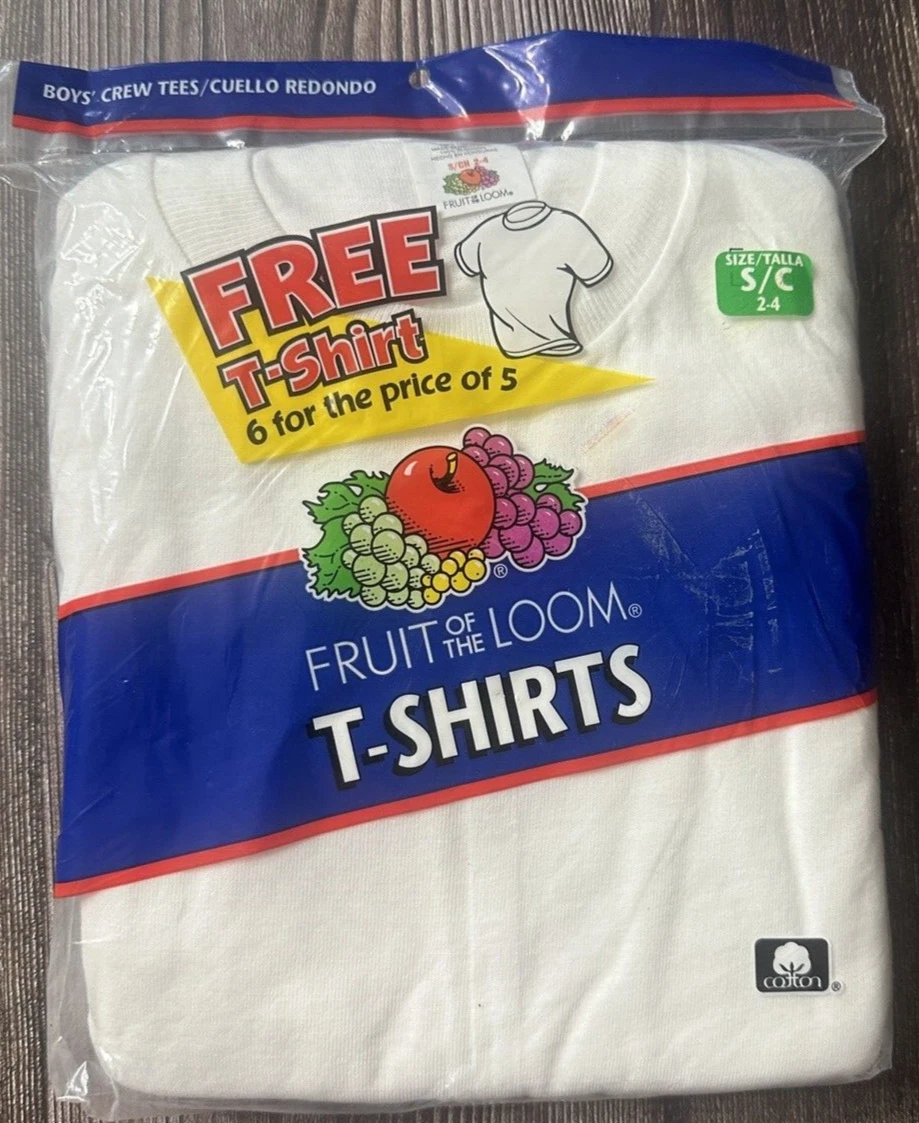 BOYS' CREW TEES/CUELLO REDONDO
S/CH 2-4
FRUIT OF THE LOOM®
FREE
T-Shirt
6 for the price of 5
SIZE/TALLA
S/C
2-4
®
FRUIT OF THE LOOM®
T-SHIRTS
cotton®